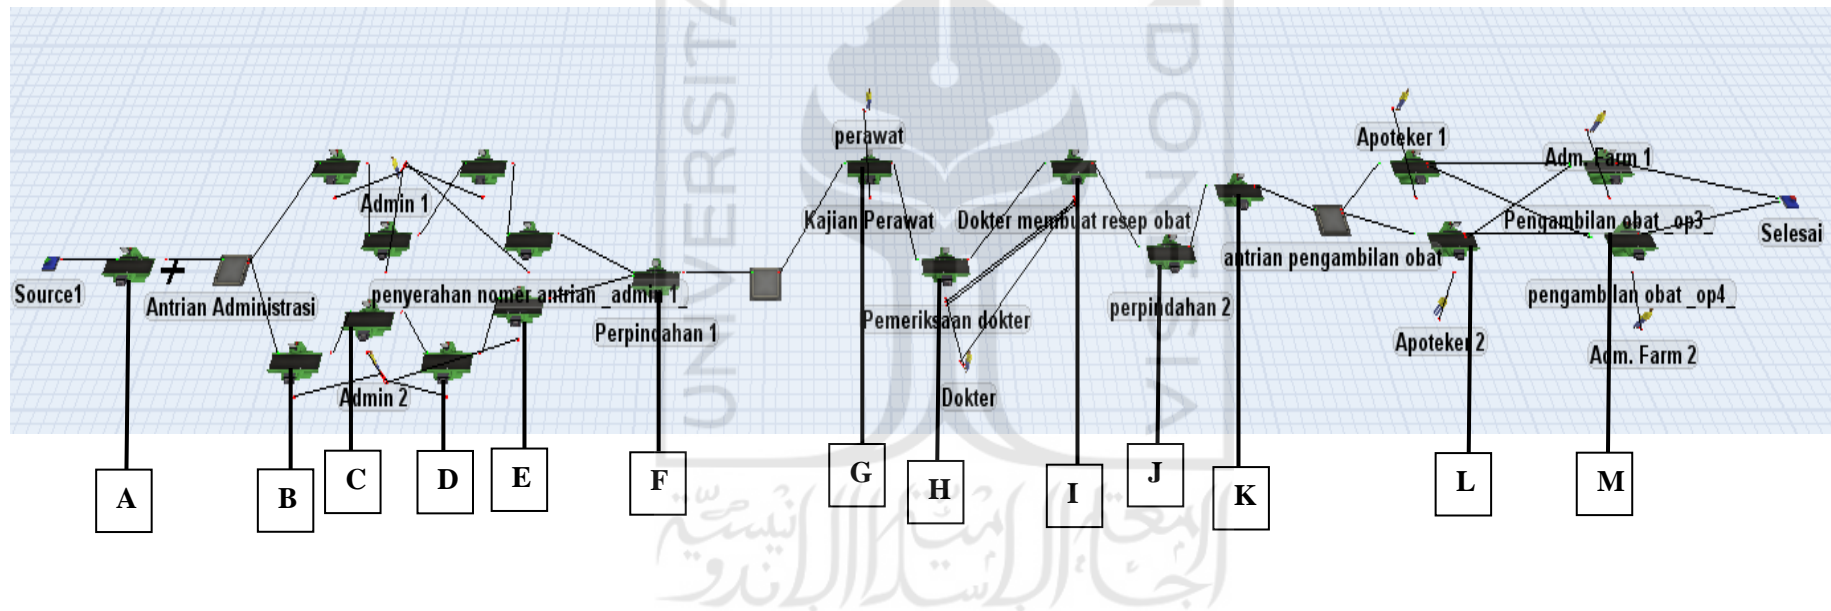 UNIVERSITA
NDONESIA
perawat
Apoteker 1
Adm. Farm 1
Admin 1
Kajian Perawat
Dokter membuat resep obat
Pengambilan obat _op3_
Selesai
antrian pengambilan obat
Source1
Antrian Administrasi
penyerahan nomer antrian _admin 1_
Perpindahan 1
Pemeriksaan dokter
perpindahan 2
pengambilan obat _op4_
Apoteker 2
Adm. Farm 2
Admin 2
Dokter
A
B
C
D
E
F
G
H
I
J
K
L
M